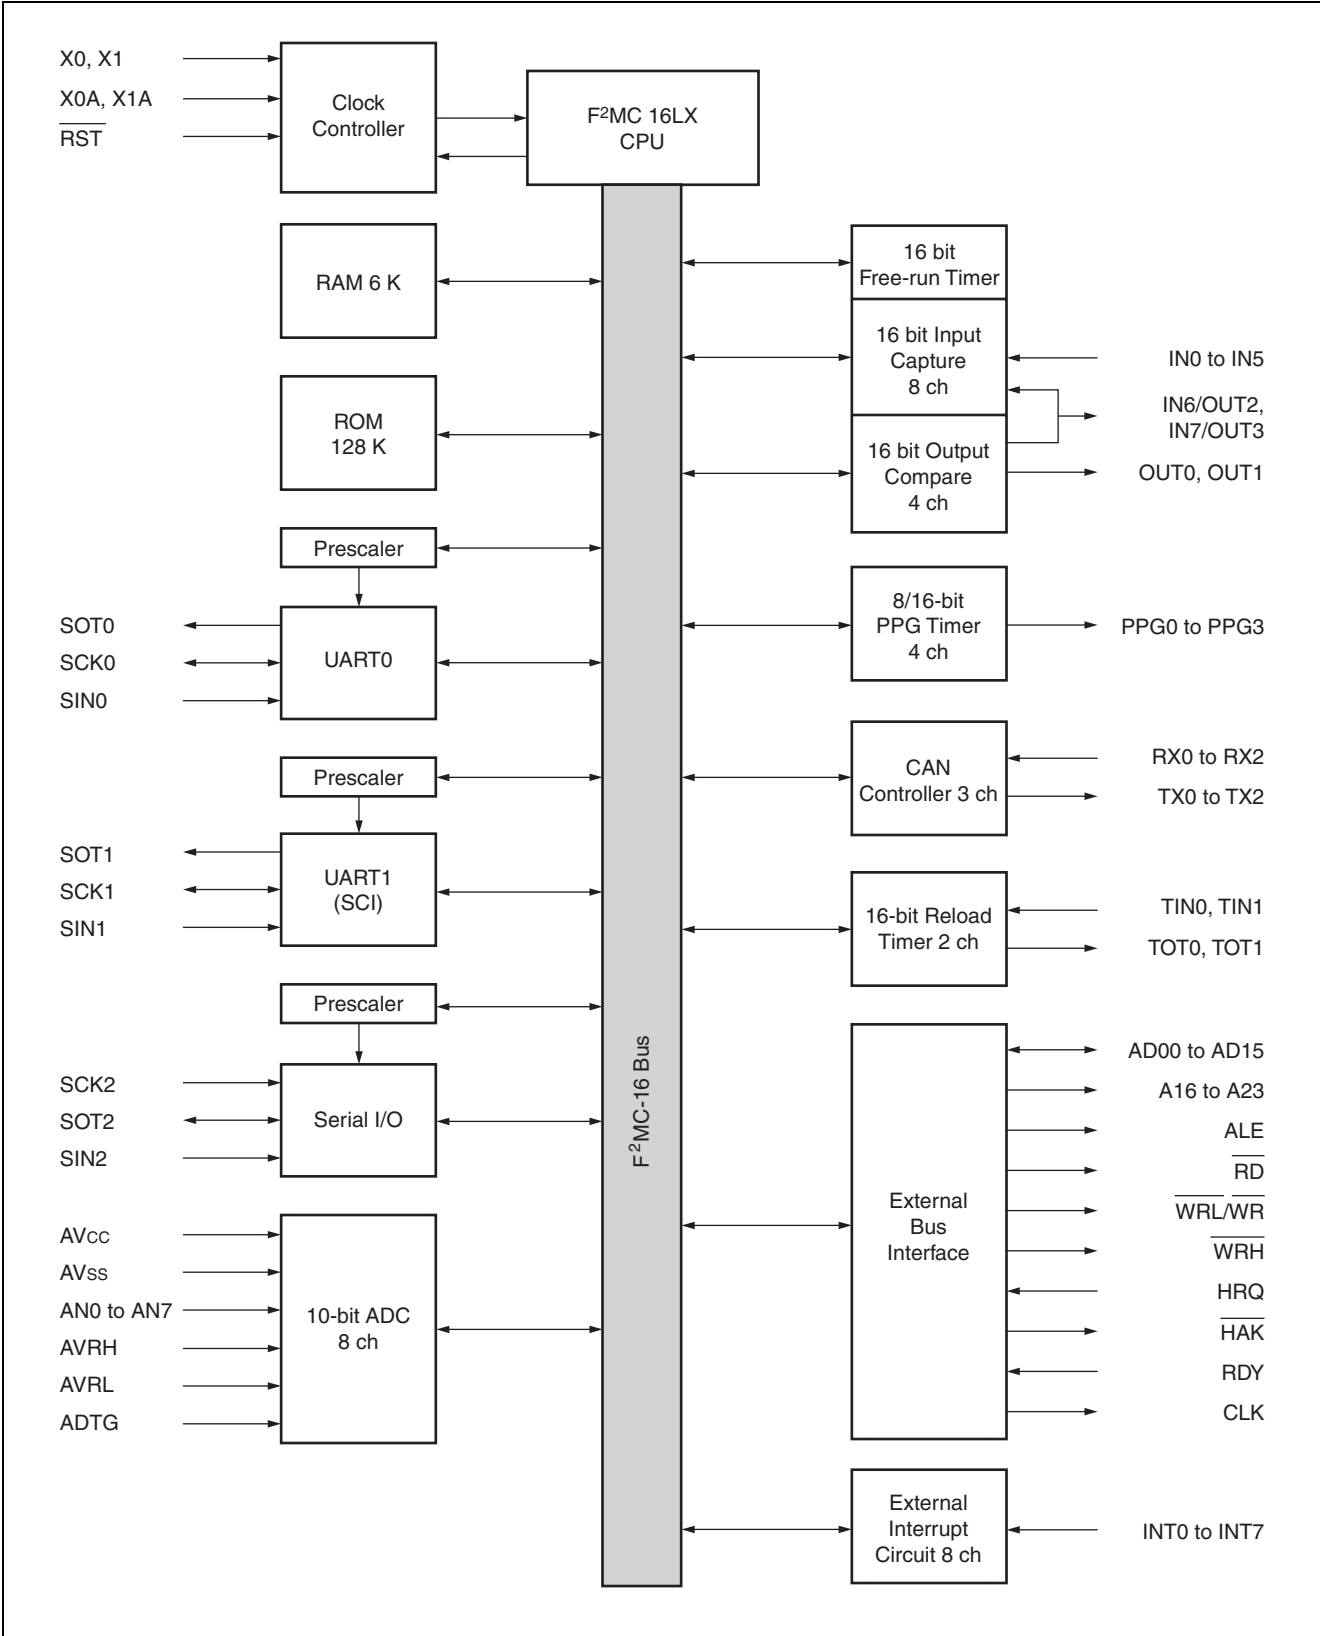 X0, X1
X0A, X1A
RST
Clock
Controller
F²MC 16LX
CPU
RAM 6 K
ROM
128 K
Prescaler
SOT0
SCK0
SIN0
UART0
Prescaler
SOT1
SCK1
SIN1
UART1
(SCI)
Prescaler
SCK2
SOT2
SIN2
Serial I/O
AVCC
AVSS
AN0 to AN7
AVRH
AVRL
ADTG
10-bit ADC
8 ch
F²MC-16 Bus
16 bit
Free-run Timer
16 bit Input
Capture
8 ch
IN0 to IN5
IN6/OUT2,
IN7/OUT3
16 bit Output
Compare
4 ch
OUT0, OUT1
8/16-bit
PPG Timer
4 ch
PPG0 to PPG3
CAN
Controller 3 ch
RX0 to RX2
TX0 to TX2
16-bit Reload
Timer 2 ch
TIN0, TIN1
TOT0, TOT1
External
Bus
Interface
AD00 to AD15
A16 to A23
ALE
RD
WRL/WR
WRH
HRQ
HAK
RDY
CLK
External
Interrupt
Circuit 8 ch
INT0 to INT7